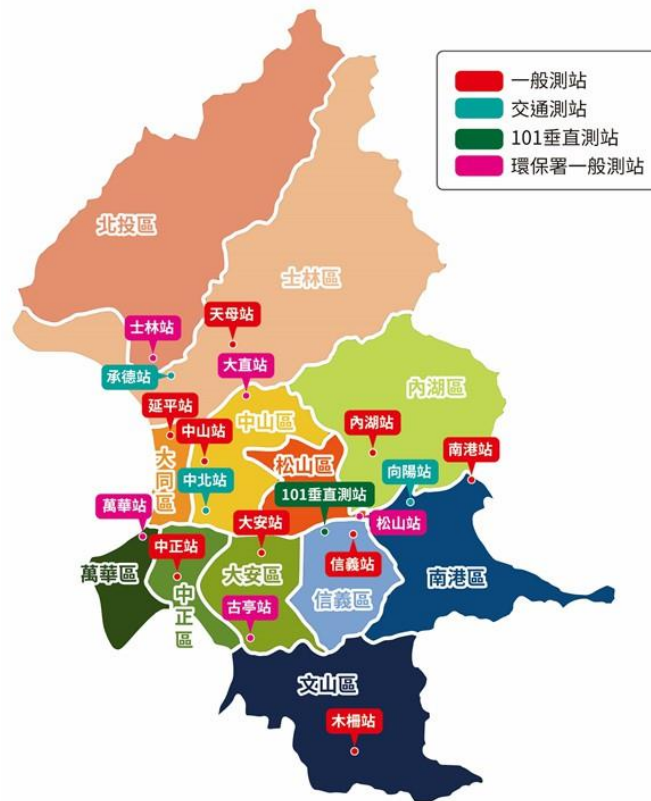 一般測站
交通測站
101垂直測站
環保署一般測站
北投區
士林區
天母站
士林站
大直站
承德站
內湖區
延平站
中山區
內湖站
中山站
南港站
大同區
松山區
向陽站
中北站
101垂直測站
萬華站
大安站
松山站
中正站
信義站
萬華區
大安區
南港區
信義區
中正區
古亭站
文山區
木柵站